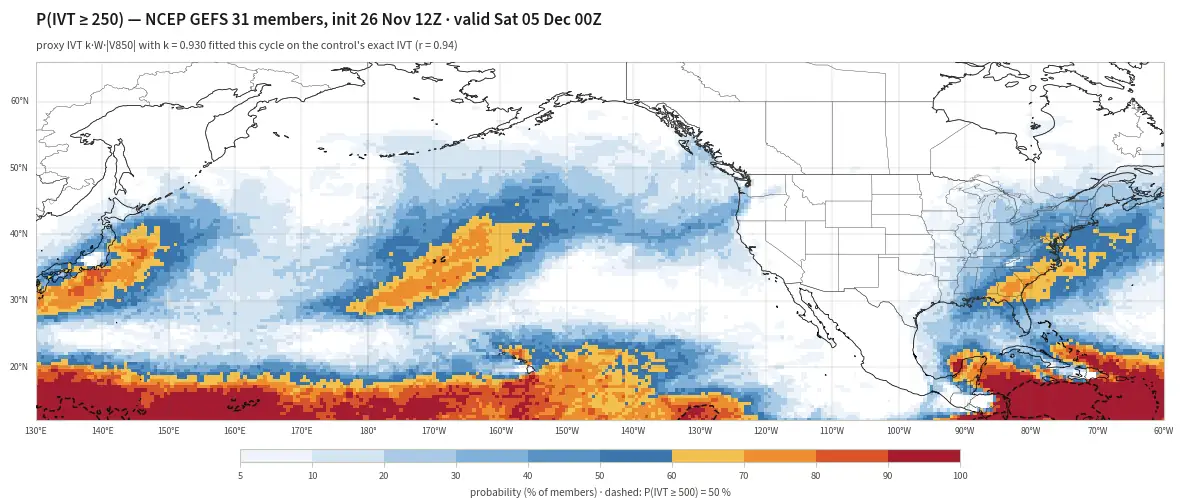 P(IVT ≥ 250) — NCEP GEFS 31 members, init 26 Nov 12Z · valid Sat 05 Dec 00Z
proxy IVT k·W·|V850| with k = 0.930 fitted this cycle on the control's exact IVT (r = 0.94)
60°N
50°N
40°N
30°N
20°N
130°E 140°E 150°E 160°E 170°E 180° 170°W 160°W 150°W 140°W 130°W 120°W 110°W 100°W 90°W 80°W 70°W 60°W
5 10 20 30 40 50 60 70 80 90 100
probability (% of members) · dashed: P(IVT ≥ 500) = 50 %